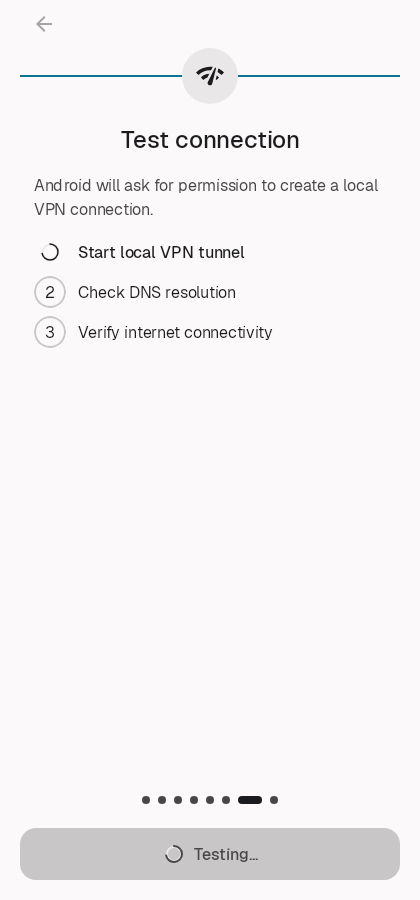 Test connection
Android will ask for permission to create a local
VPN connection.
Start local VPN tunnel
2 Check DNS resolution
3 Verify internet connectivity
Testing...